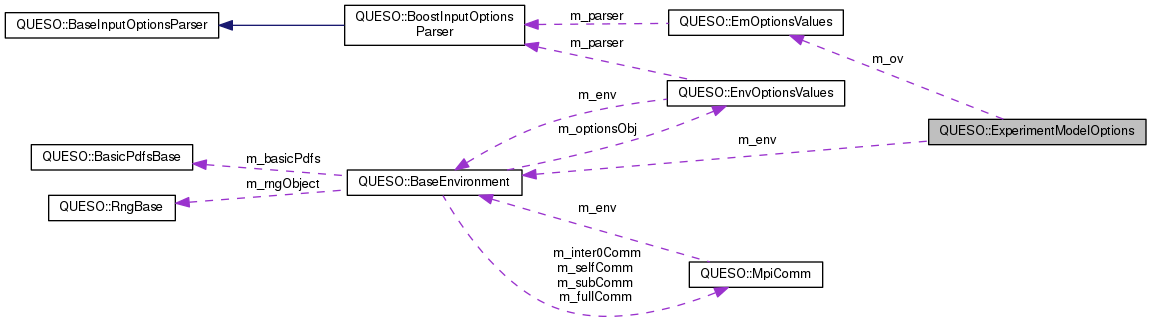 QUESO::BaseInputOptionsParser
QUESO::BoostInputOptions
Parser
m_parser
QUESO::EmOptionsValues
m_parser
m_ov
QUESO::EnvOptionsValues
m_env
m_optionsObj
QUESO::ExperimentModelOptions
m_env
QUESO::BasicPdfsBase
m_basicPdfs
QUESO::BaseEnvironment
m_rngObject
QUESO::RngBase
m_env
m_inter0Comm
m_selfComm
m_subComm
m_fullComm
QUESO::MpiComm